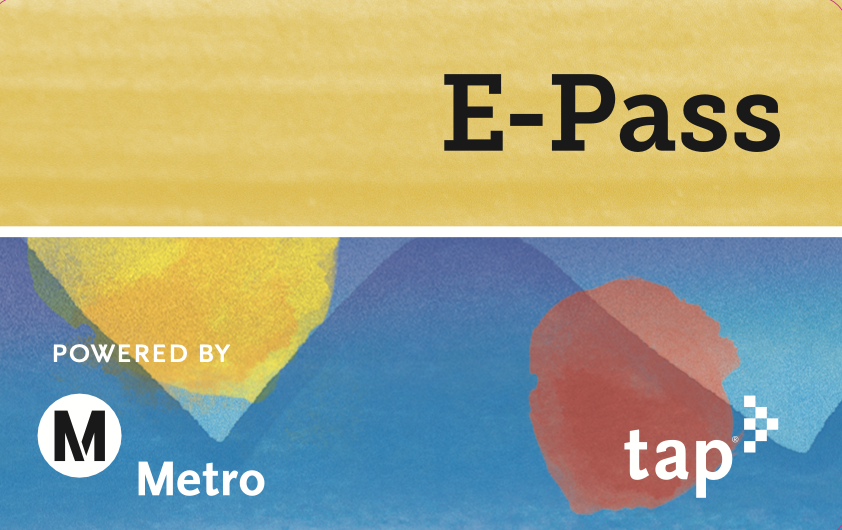 E-Pass
POWERED BY
M
Metro
tap®